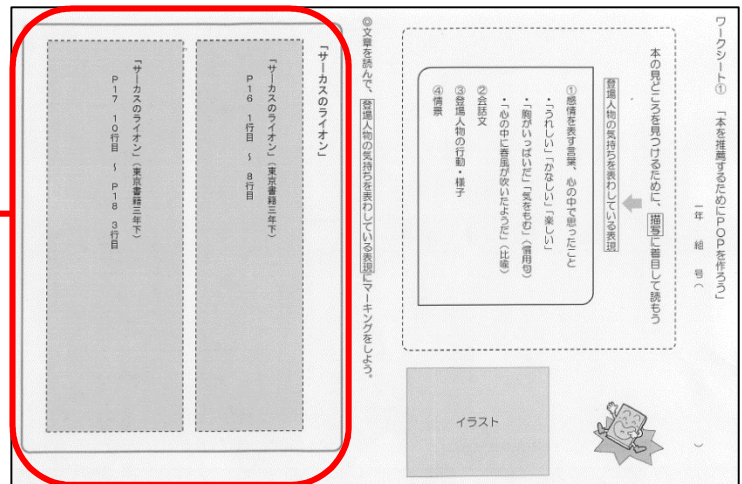 ワークシート① 「本を推薦するためにPOPを作ろう」
一年 組 号( )
本の見どころを見つけるために、描写に着目して読もう
登場人物の気持ちを表わしている表現
①感情を表す言葉、心の中で思ったこと
・「うれしい」「かなしい」「楽しい」
・「胸がいっぱいだ」「気をもむ」(慣用句)
・「心の中に春風が吹いたようだ」(比喩)
②会話文
③登場人物の行動・様子
④情景
イラスト
◎文章を読んで、登場人物の気持ちを表わしている表現にマーキングをしよう。
「サーカスのライオン」
「サーカスのライオン」(東京書籍三年下)
P16 1行目 ~ 8行目
「サーカスのライオン」(東京書籍三年下)
P17 10行目 ~ P18 3行目